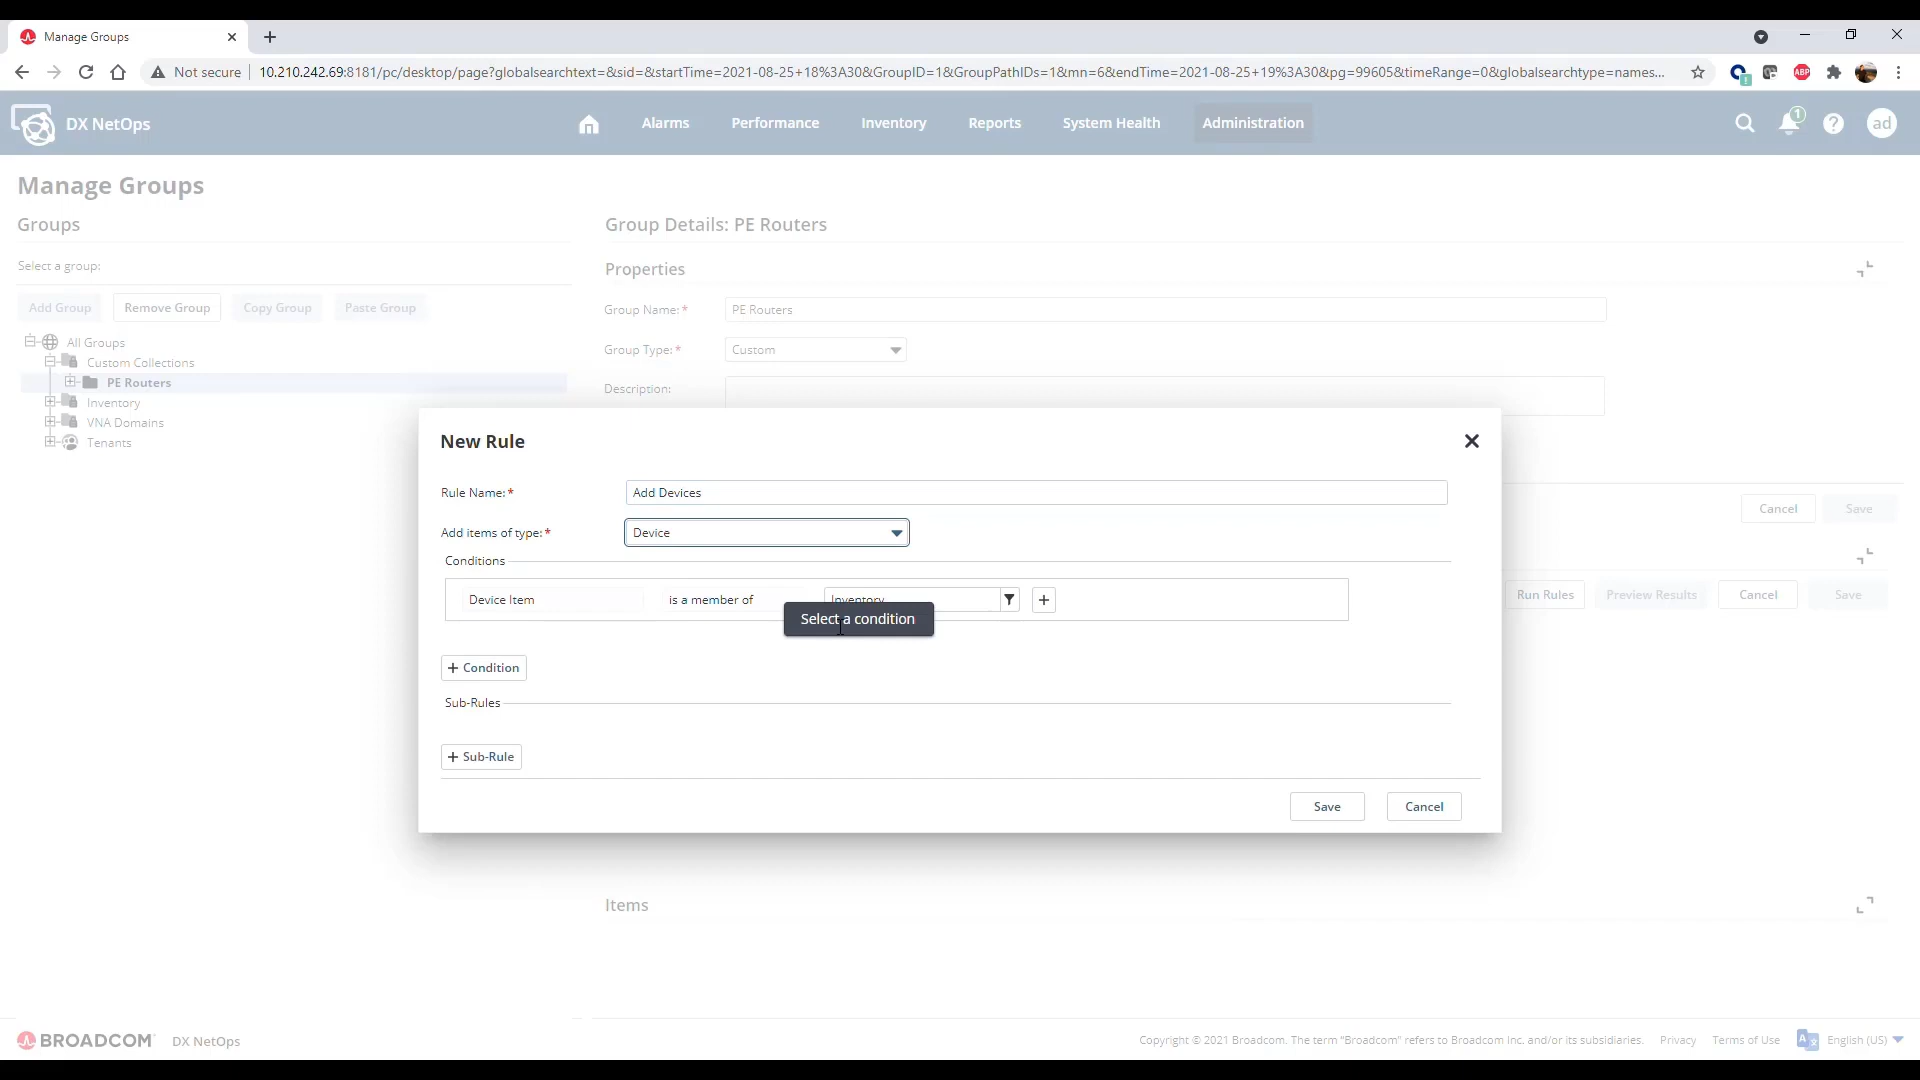 Manage Groups
Not secure
10.210.242.69:8181/pc/desktop/page?globalsearchtext=&sid=&startTime=2021-08-25+18%3A30&GroupID=1&GroupPathIDs=1&mn=6&endTime=2021-08-25+19%3A30&pg=99605&timeRange=0&globalsearchtype=names...
ABP
DX NetOps
Alarms
Performance
Inventory
Reports
System Health
Administration
1
ad
Manage Groups
Groups
Group Details: PE Routers
Select a group:
Properties
Add Group
Remove Group
Copy Group
Paste Group
Group Name:*
PE Routers
All Groups
Custom Collections
PE Routers
Inventory
VNA Domains
Tenants
Group Type:*
Custom
Description:
New Rule
Rule Name:*
Add Devices
Add items of type:*
Device
Conditions
Device Item
is a member of
Inventory
Select a condition
+ Condition
Sub-Rules
+ Sub-Rule
Save
Cancel
Cancel
Save
Run Rules
Preview Results
Cancel
Save
Items
BROADCOM
DX NetOps
Copyright © 2021 Broadcom. The term "Broadcom" refers to Broadcom Inc. and/or its subsidiaries.
Privacy
Terms of Use
English (US)